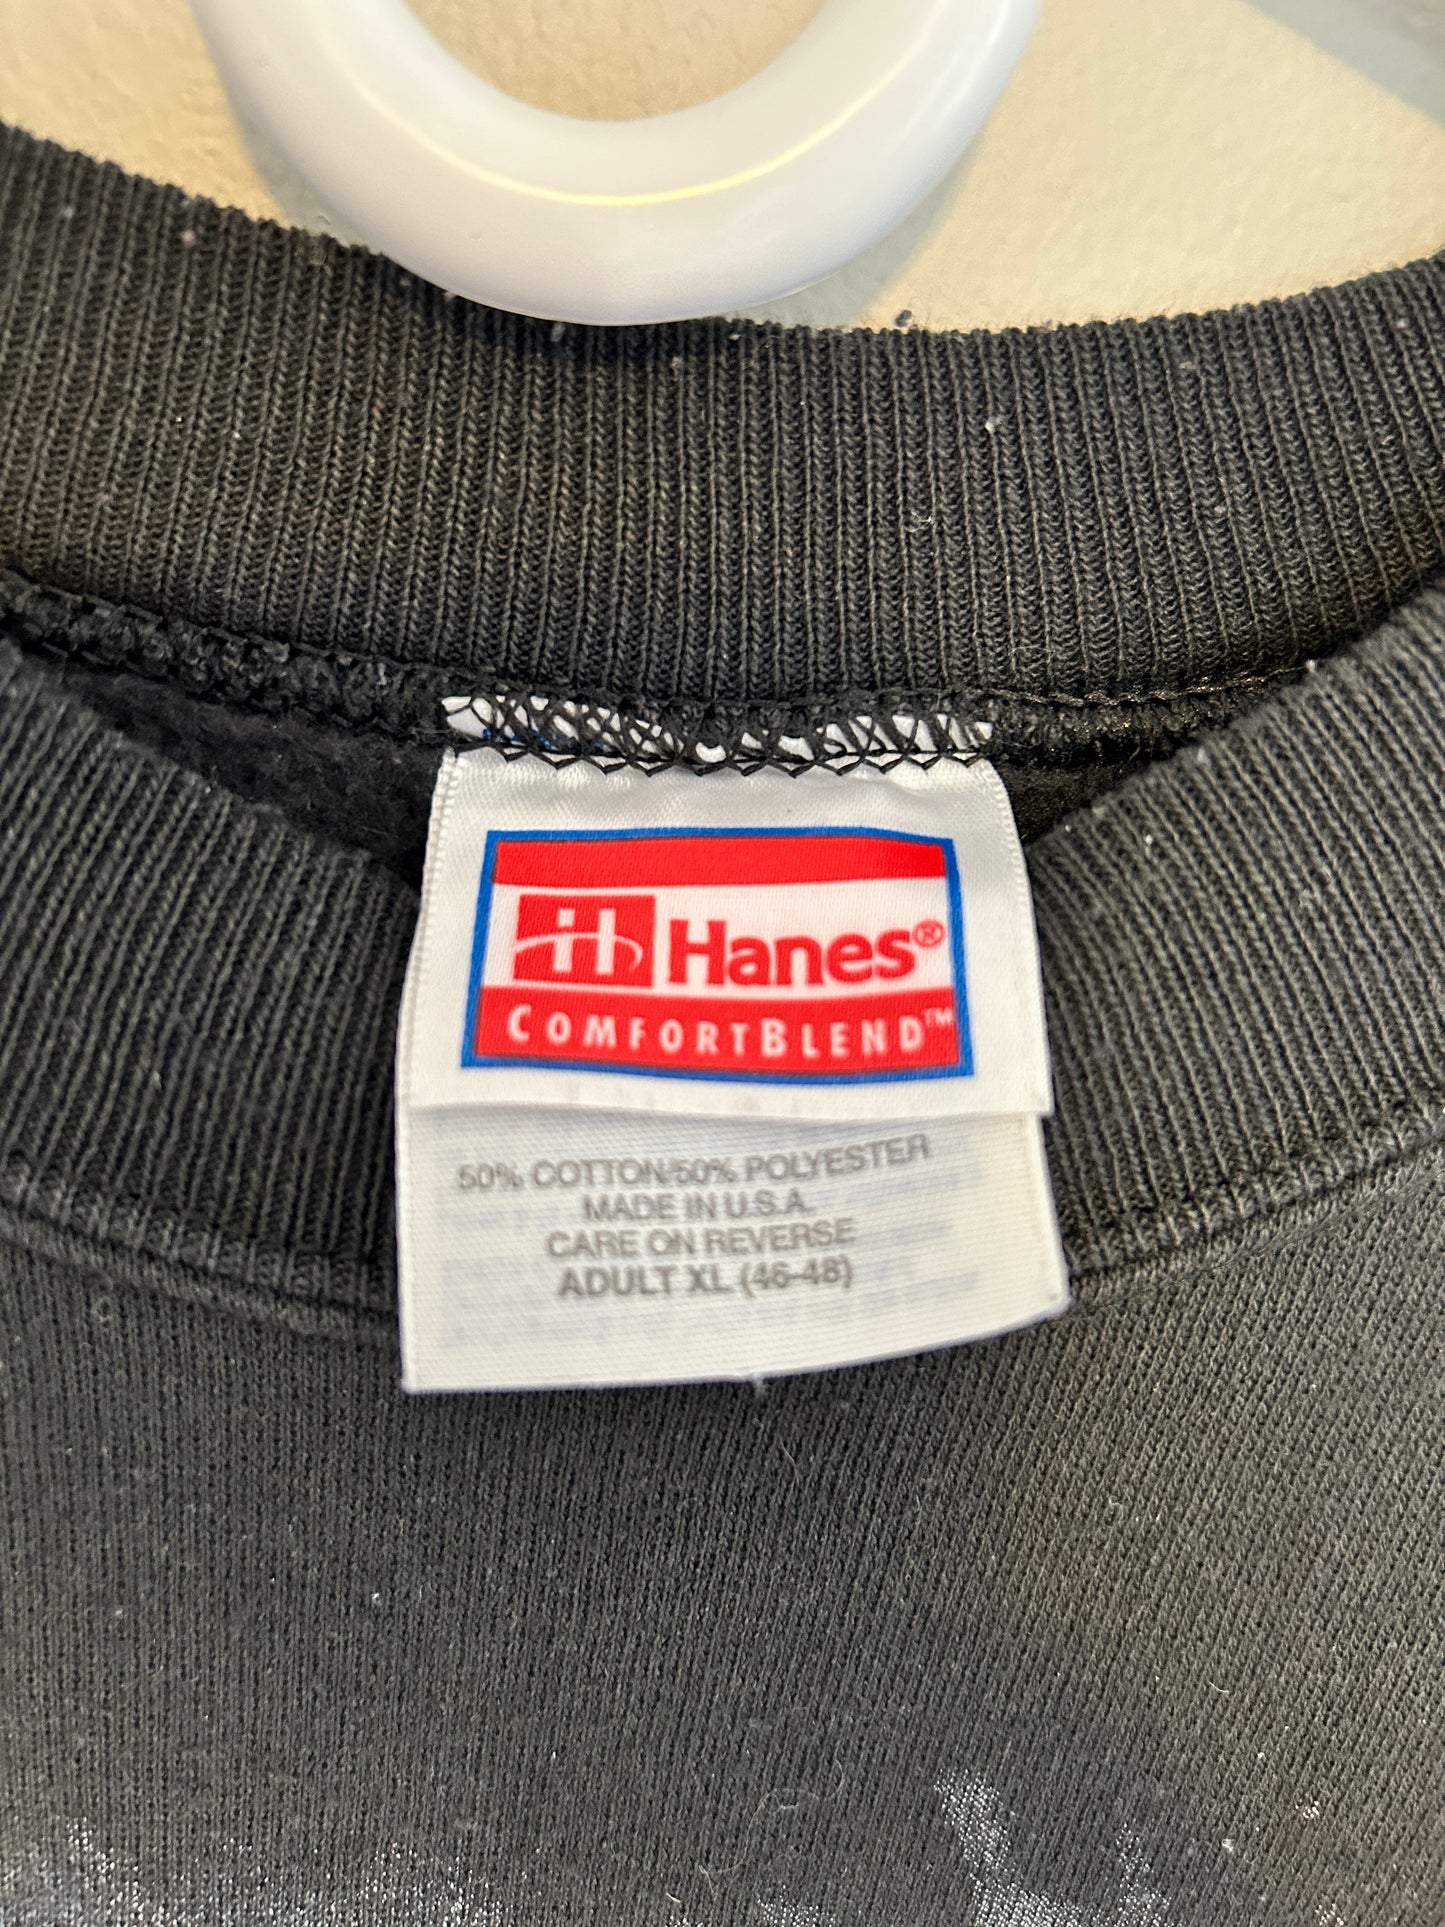 Hanes®
COMFORTBLEND™
50% COTTON/50% POLYESTER
MADE IN U.S.A.
CARE ON REVERSE
ADULT XL (46-48)